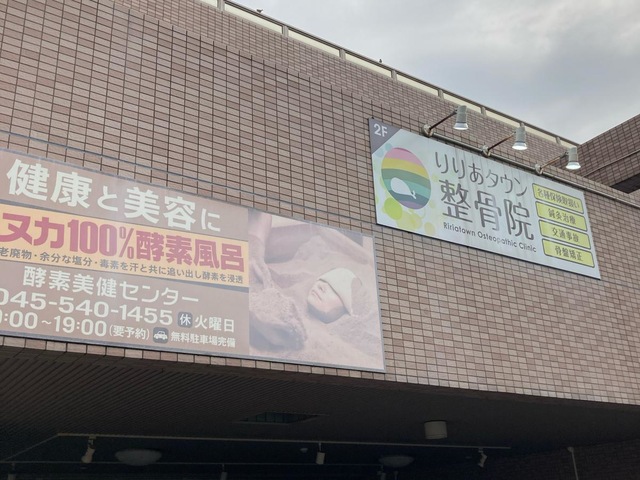 健康と美容に
ヌカ100%酵素風呂
老廃物・余分な塩分・毒素を汗と共に追い出し酵素を浸透
酵素美健センター
045-540-1455 休 火曜日
0:00~19:00(要予約) 無料駐車場完備
2F
りりあタウン
整骨院
Ririatown Osteopathic Clinic
各種保険取扱い
鍼灸治療
交通事故
骨盤矯正